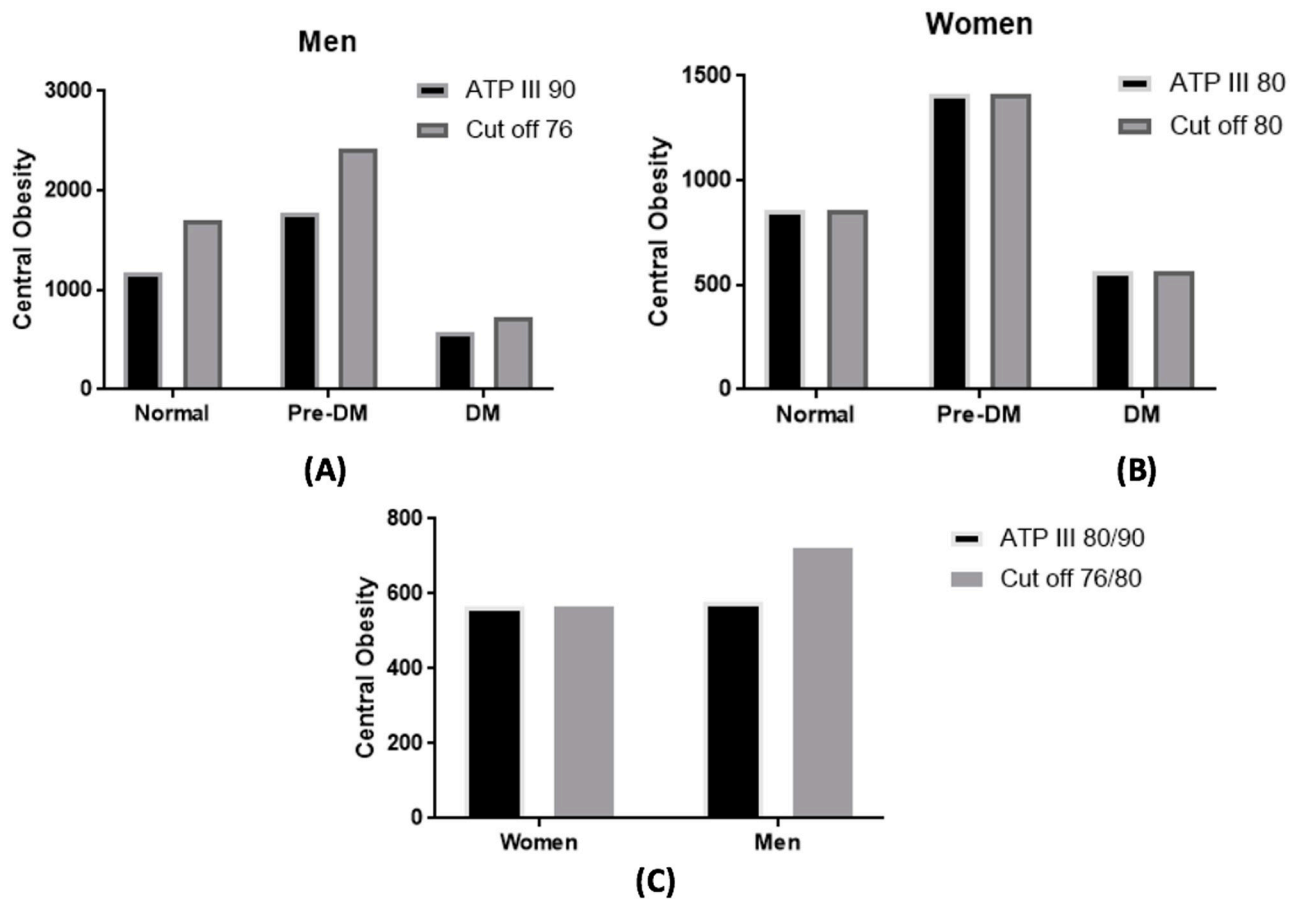 Men
ATP III 90
Cut off 76
3000
2000
1000
0
Central Obesity
Normal Pre-DM DM
(A)
Women
ATP III 80
Cut off 80
1500
1000
500
0
Central Obesity
Normal Pre-DM DM
(B)
ATP III 80/90
Cut off 76/80
800
600
400
200
0
Central Obesity
Women Men
(C)